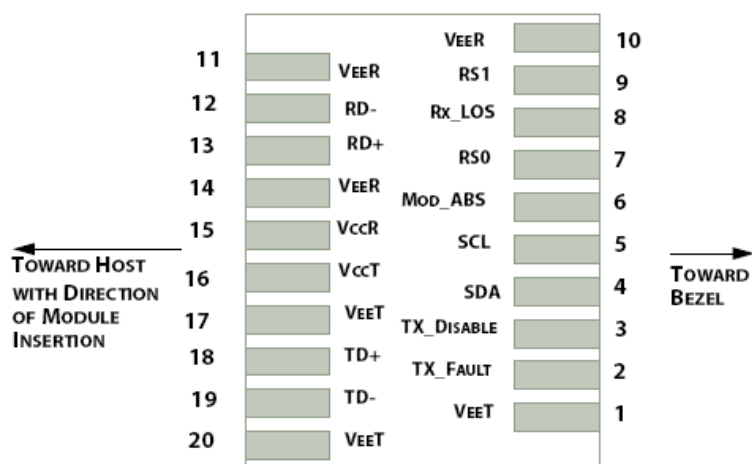 11 VEER
12 RD-
13 RD+
14 VEER
15 VCCR
16 VCCT
17 VEET
18 TD+
19 TD-
20 VEET
VEER 10
RS1 9
Rx_LOS 8
RS0 7
MOD_ABS 6
SCL 5
SDA 4
TX_DISABLE 3
TX_FAULT 2
VEET 1
TOWARD HOST
WITH DIRECTION
OF MODULE
INSERTION
TOWARD
BEZEL